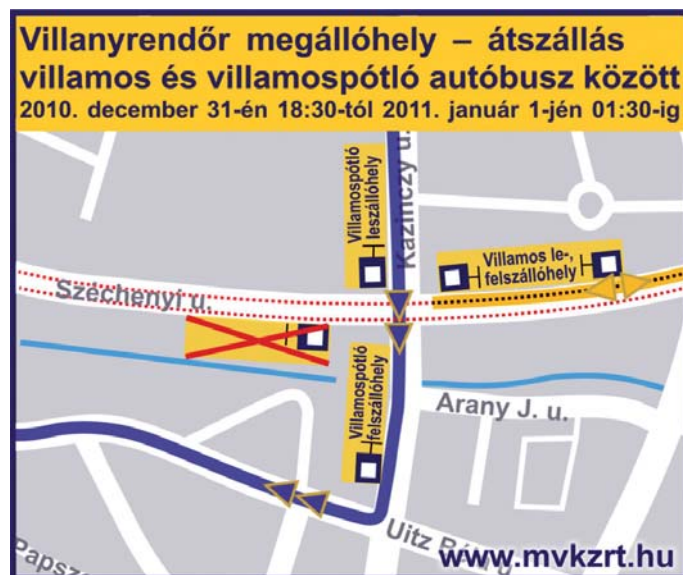 Villanyrendőr megállóhely – átszállás
villamos és villamospótló autóbusz között
2010. december 31-én 18:30-tól 2011. január 1-jén 01:30-ig
Villamospótló
leszállóhely
Kazinczy u.
Villamos le-,
felszállóhely
Széchenyi u.
Villamospótló
felszállóhely
Arany J. u.
Uitz
u.
www.mvkzrt.hu